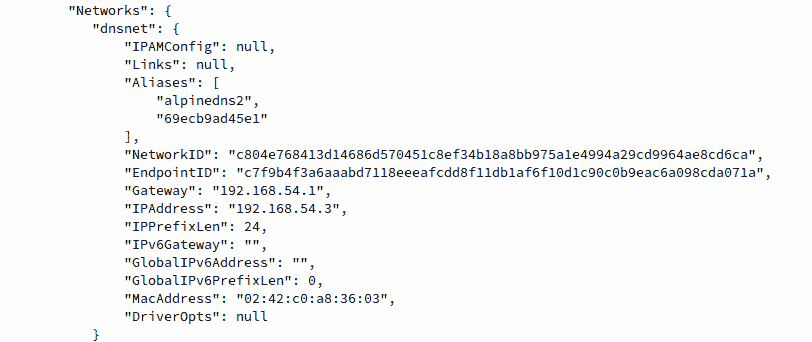 "Networks": {
"dnsnet": {
"IPAMConfig": null,
"Links": null,
"Aliases": [
"alpinedns2",
"69ecb9ad45e1"
],
"NetworkID": "c804e768413d14686d570451c8ef34b18a8bb975a1e4994a29cd9964ae8cd6ca",
"EndpointID": "c7f9b4f3a6aaabd7118eeeafcdd8f11db1af6f10d1c90c0b9eac6a098cda071a",
"Gateway": "192.168.54.1",
"IPAddress": "192.168.54.3",
"IPPrefixLen": 24,
"IPv6Gateway": "",
"GlobalIPv6Address": "",
"GlobalIPv6PrefixLen": 0,
"MacAddress": "02:42:c0:a8:36:03",
"DriverOpts": null
}